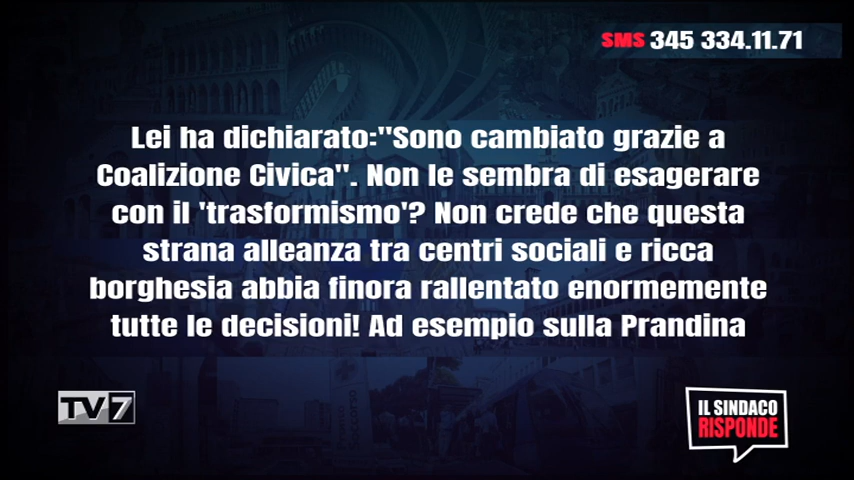 SMS 345 334.11.71
Lei ha dichiarato:"Sono cambiato grazie a
Coalizione Civica". Non le sembra di esagerare
con il 'trasformismo'? Non crede che questa
strana alleanza tra centri sociali e ricca
borghesia abbia finora rallentato enormemente
tutte le decisioni! Ad esempio sulla Prandina
TV7
IL SINDACO
RISPONDE